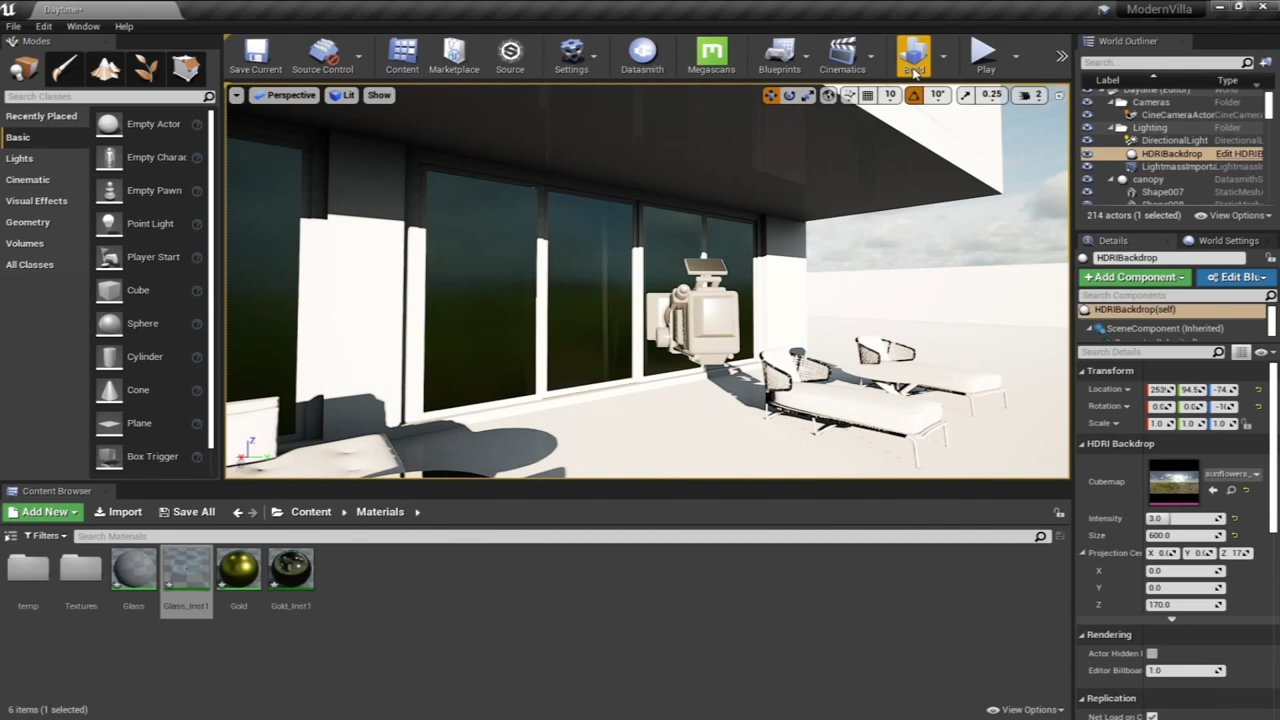 Daytime•
ModernVilla
File Edit Window Help
Modes
Search Classes
Recently Placed
Basic
Lights
Cinematic
Visual Effects
Geometry
Volumes
All Classes
Empty Actor
Empty Charac
Empty Pawn
Point Light
Player Start
Cube
Sphere
Cylinder
Cone
Plane
Box Trigger
Save Current Source Control Content Marketplace Source Settings Datasmith Megascans Blueprints Cinematics Build Play
Perspective Lit Show
10 10° 0.25 2
World Outliner
Search...
Label Type
Daytime (Editor) World
Cameras Folder
CineCameraActor CineCamera
Lighting Folder
DirectionalLight DirectionalL
HDRIBackdrop Edit HDRIB
LightmassImporta LightmassIm
canopy DatasmithS
Shape007 StaticMesh
Shape008 StaticMesh
214 actors (1 selected) View Options
Details World Settings
HDRIBackdrop
+Add Component Edit Blu
Search Components
HDRIBackdrop(self)
SceneComponent (Inherited)
Search Details
Transform
Location 94.5 -74.
Rotation 0.0 0.0
Scale 1.0 1.0 1.0
HDRI Backdrop
Cubemap sunflowers_
Intensity 3.0
Size 600.0
Projection Ce X 0.( Y 0.( Z 17
X 0.0
Y 0.0
Z 170.0
Rendering
Actor Hidden I
Editor Billboar 1.0
Replication
Net Load on C
Content Browser
Add New Import Save All Content Materials
Filters Search Materials
temp Textures Glass Glass_Inst1 Gold Gold_Inst1
6 items (1 selected) View Options
Z